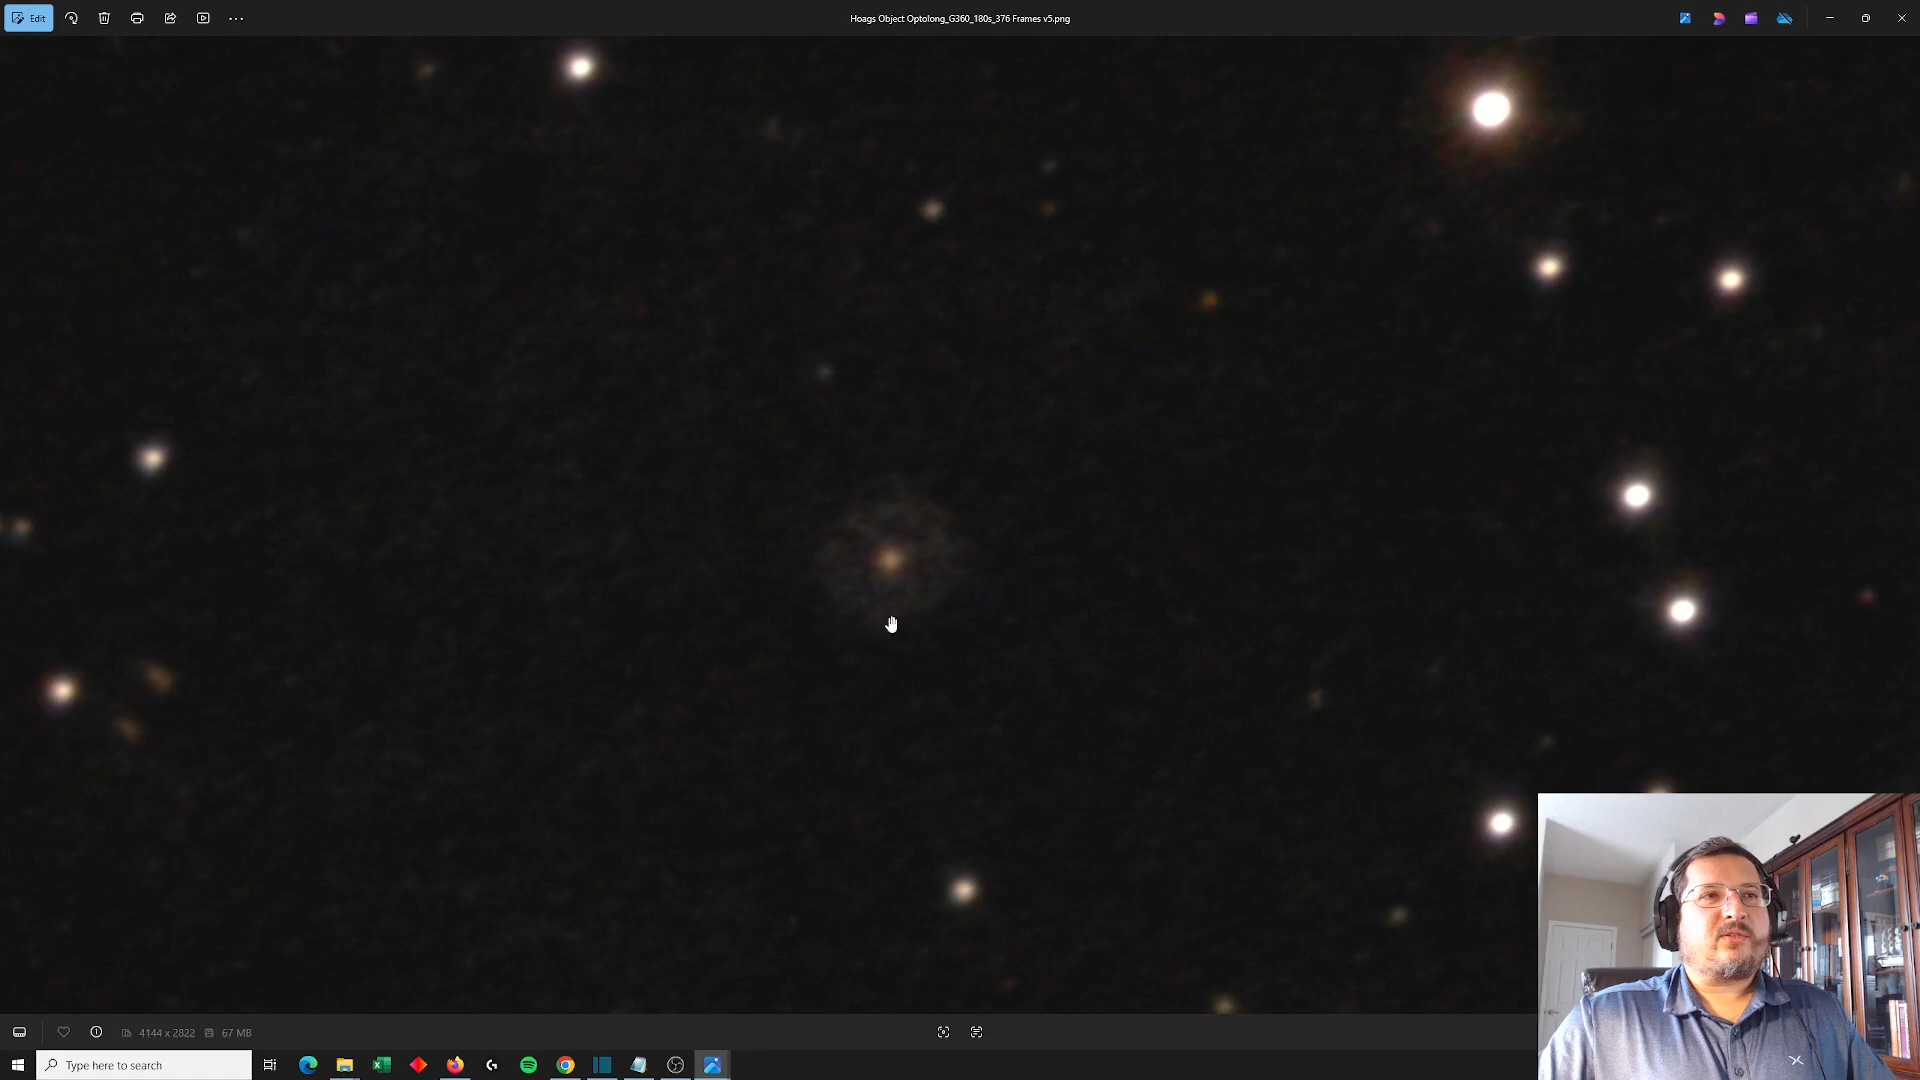 Edit
Hoags Object Optolong_G360_180s_376 Frames v5.png
4144 x 2822
67 MB
Type here to search